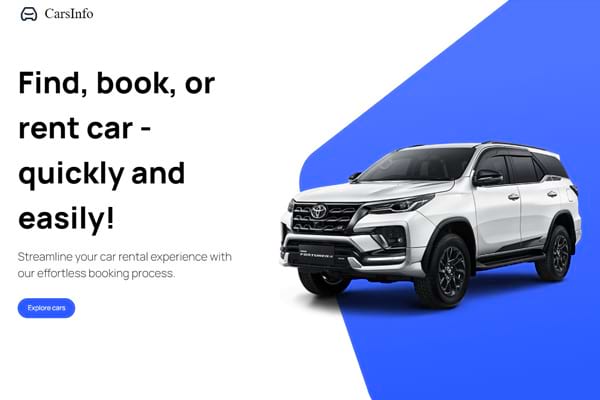 CarsInfo
Find, book, or
rent car -
quickly and
easily!
Streamline your car rental experience with
our effortless booking process.
Explore cars
FORTUNER